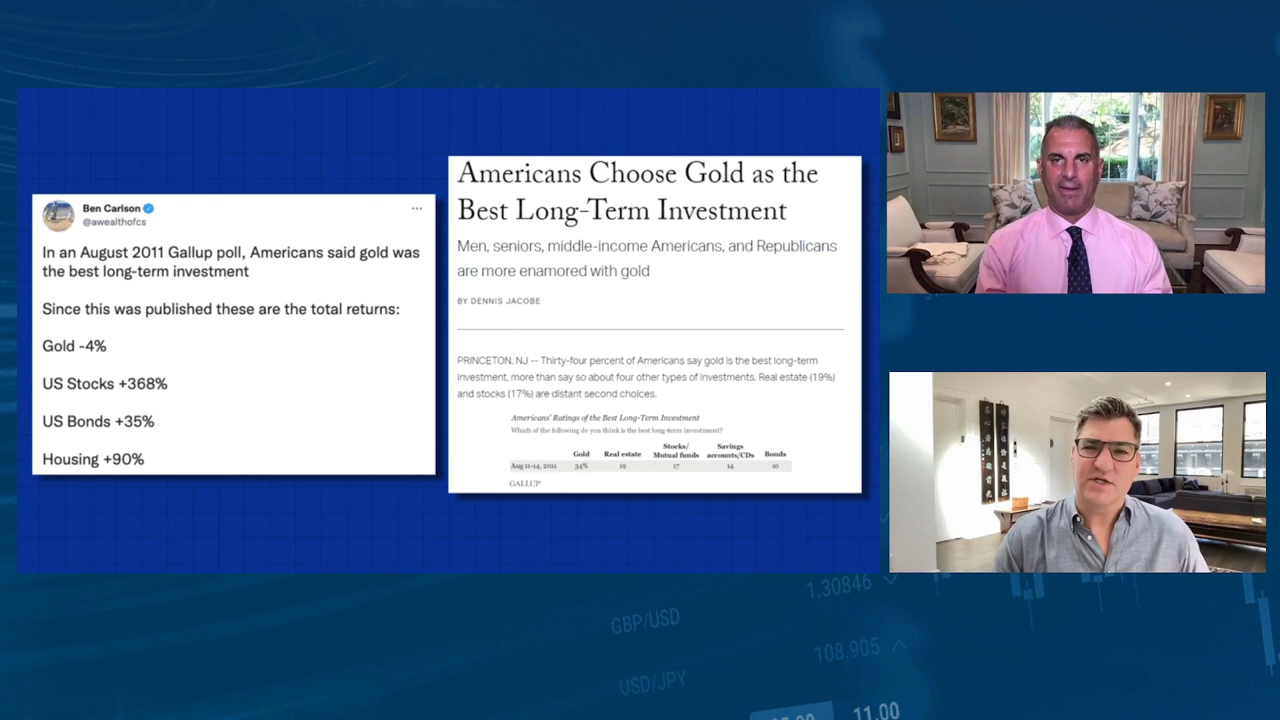 Ben Carlson
@awealthofcs
In an August 2011 Gallup poll, Americans said gold was
the best long-term investment
Since this was published these are the total returns:
Gold -4%
US Stocks +368%
US Bonds +35%
Housing +90%
Americans Choose Gold as the
Best Long-Term Investment
Men, seniors, middle-income Americans, and Republicans
are more enamored with gold
BY DENNIS JACOBE
PRINCETON, NJ -- Thirty-four percent of Americans say gold is the best long-term
investment, more than say so about four other types of investments. Real estate (19%)
and stocks (17%) are distant second choices.
Americans' Ratings of the Best Long-Term Investment
Which of the following do you think is the best long-term investment?
Gold Real estate Stocks/ Mutual funds Savings accounts/CDs Bonds
Aug 11-14, 2011 34% 19 17 14 10
GALLUP'
1.30846
GBP/USD
108.905
USD/JPY
11.00